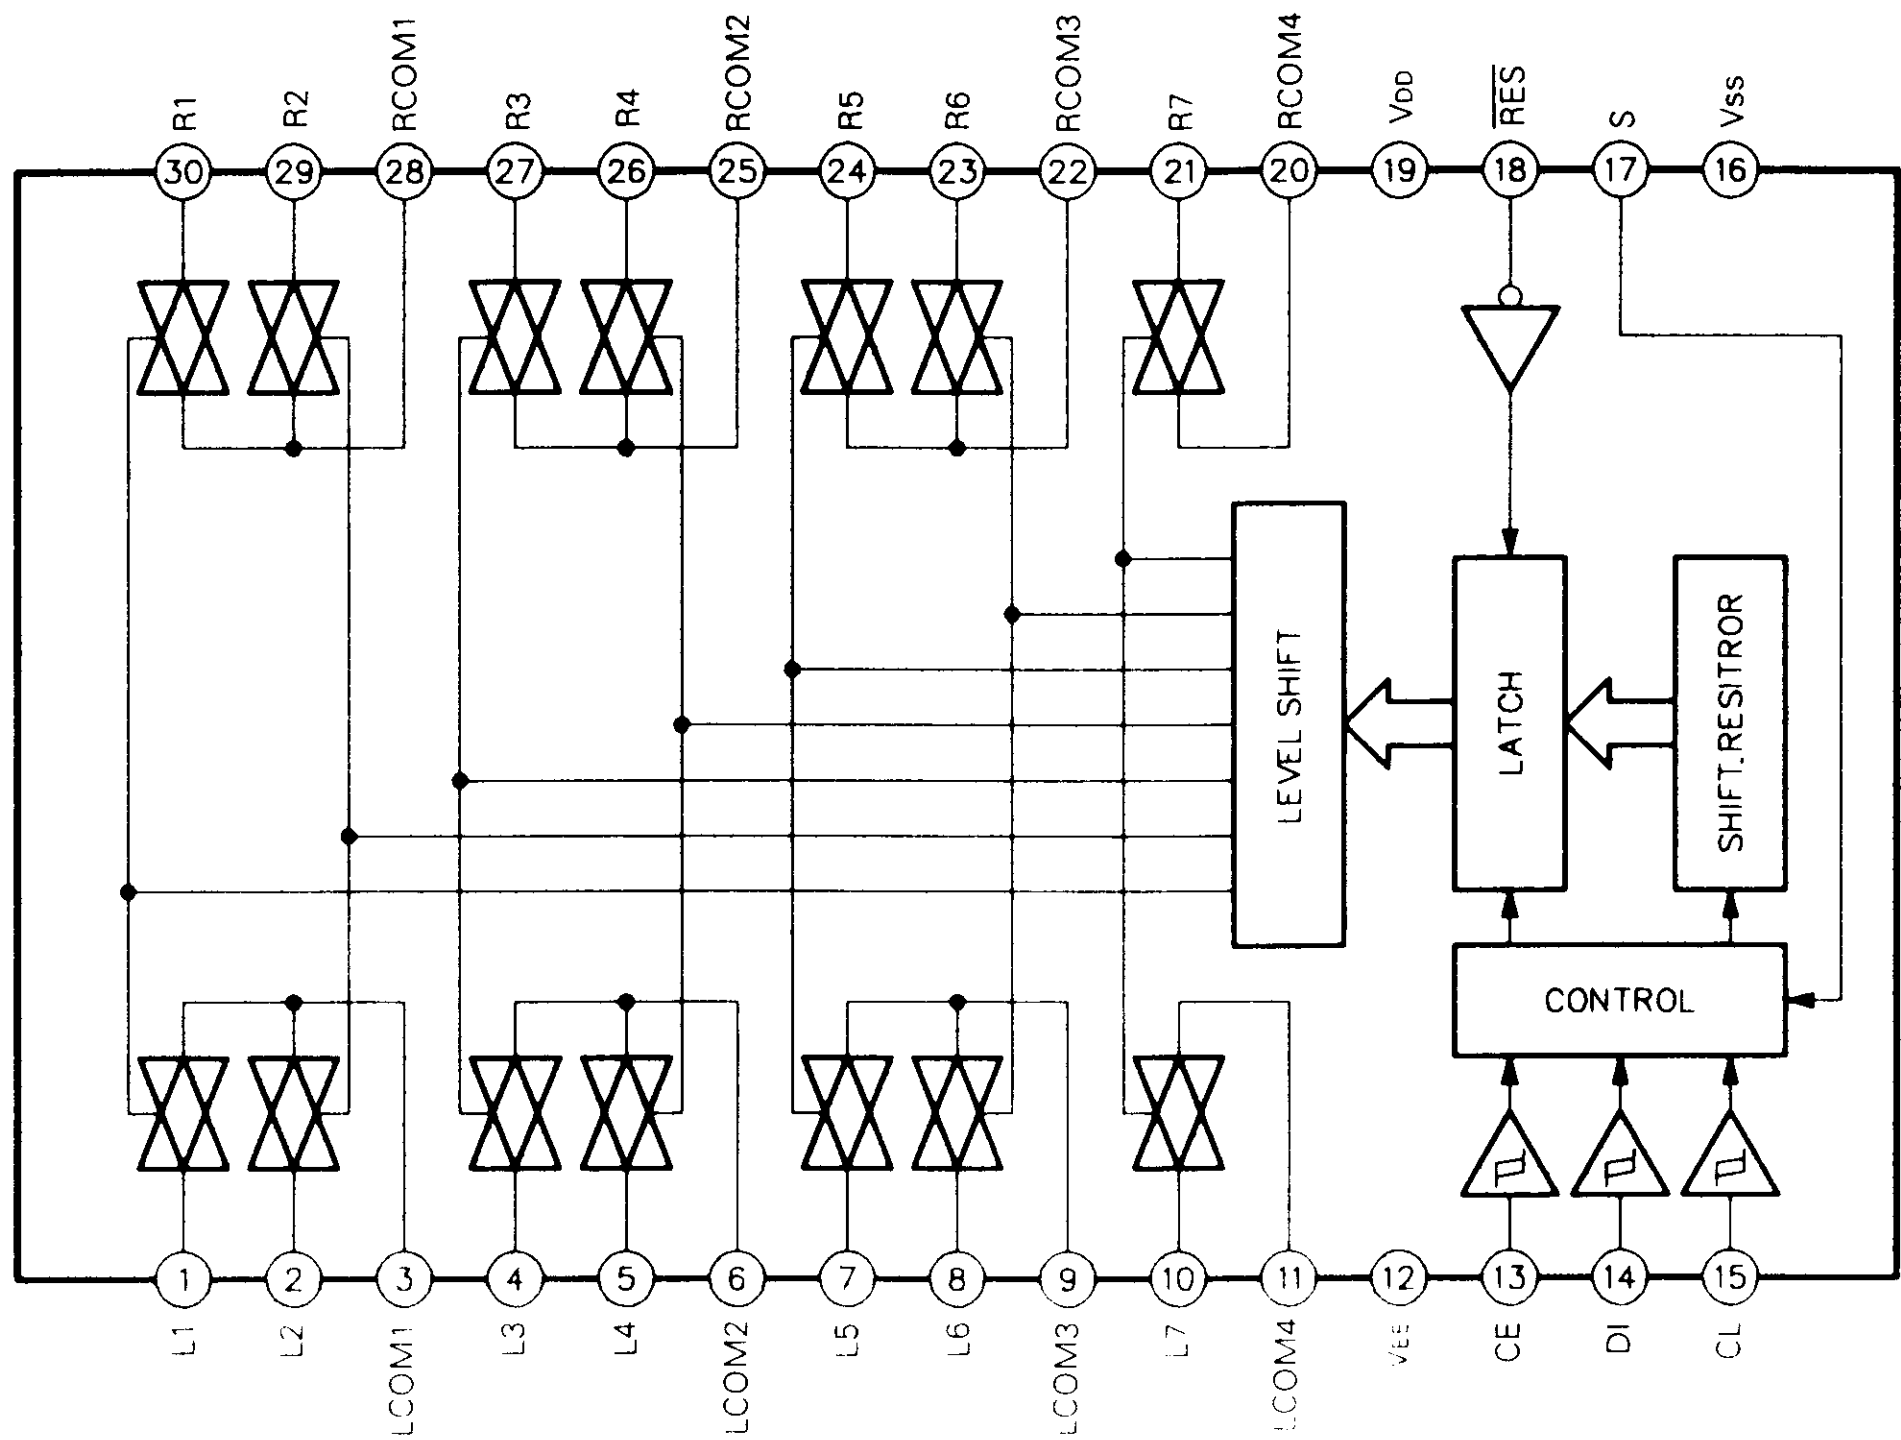 R1
R2
RCOM1
R3
R4
RCOM2
R5
R6
RCOM3
R7
RCOM4
VDD
RES
S
Vss
30
29
28
27
26
25
24
23
22
21
20
19
18
17
16
LEVEL SHIFT
LATCH
SHIFT.RESITROR
CONTROL
1
2
3
4
5
6
7
8
9
10
11
12
13
14
15
L1
L2
LCOM1
L3
L4
LCOM2
L5
L6
LCOM3
L7
LCOM4
VEE
CE
DI
CL